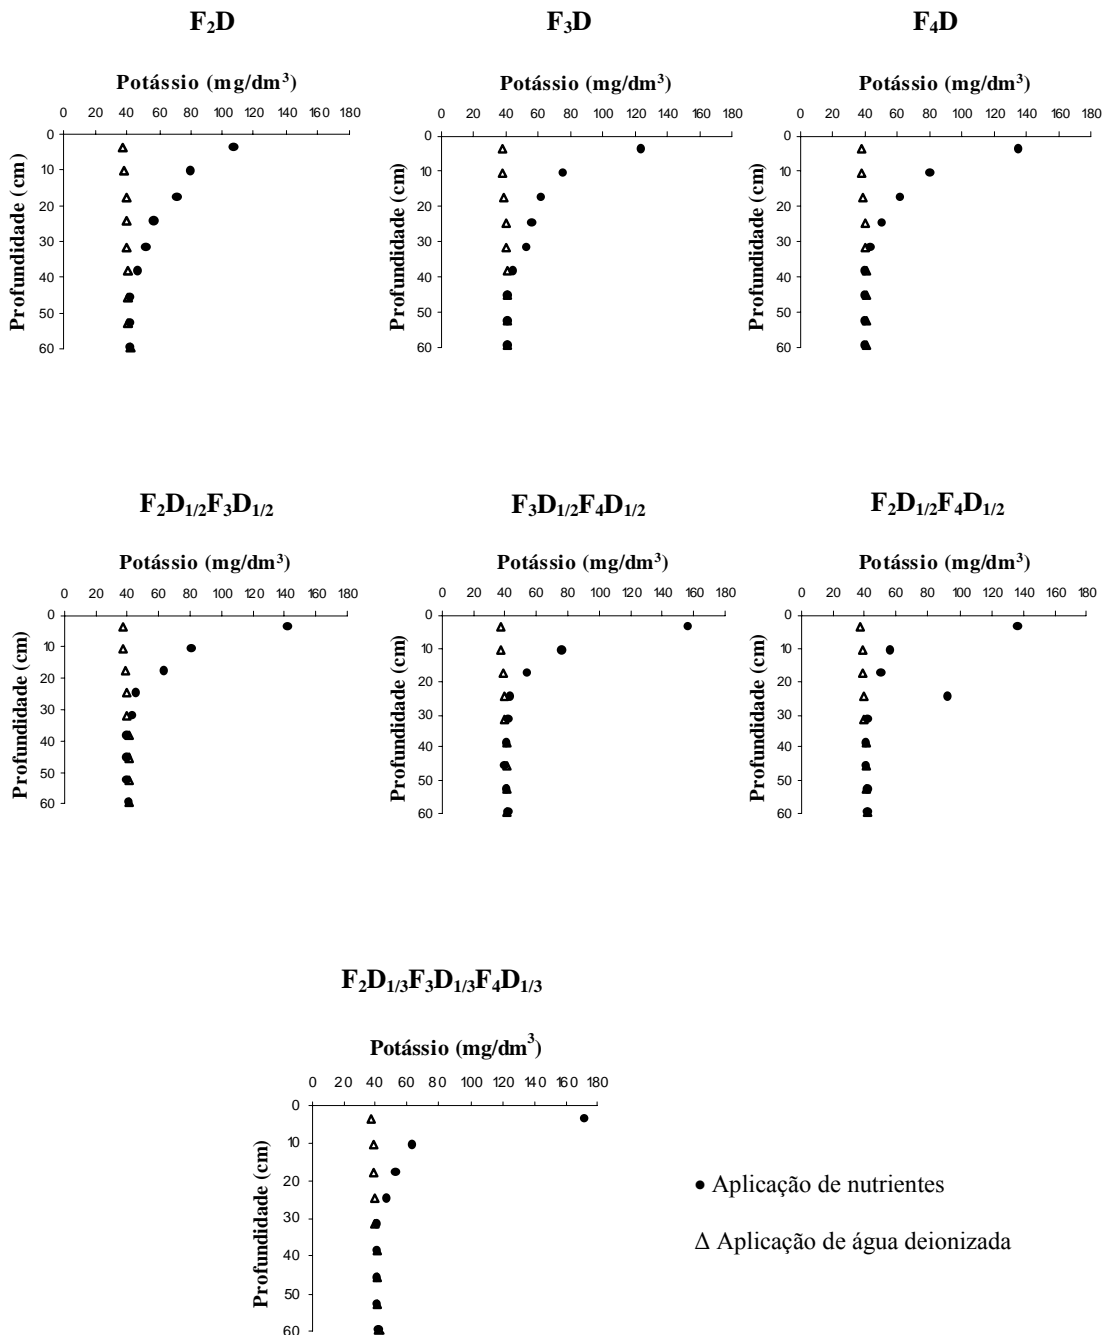 F₂D F₃D F₄D
Potássio (mg/dm³) Potássio (mg/dm³) Potássio (mg/dm³)
0 20 40 60 80 100 120 140 160 180 0 20 40 60 80 100 120 140 160 180 0 20 40 60 80 100 120 140 160 180
0 0 0
10 10 10
20 20 20
30 30 30
40 40 40
50 50 50
60 60 60
Profundidade (cm) Profundidade (cm) Profundidade (cm)
F₂D₁/₂F₃D₁/₂ F₃D₁/₂F₄D₁/₂ F₂D₁/₂F₄D₁/₂
Potássio (mg/dm³) Potássio (mg/dm³) Potássio (mg/dm³)
0 20 40 60 80 100 120 140 160 180 0 20 40 60 80 100 120 140 160 180 0 20 40 60 80 100 120 140 160 180
0 0 0
10 10 10
20 20 20
30 30 30
40 40 40
50 50 50
60 60 60
Profundidade (cm) Profundidade (cm) Profundidade (cm)
F₂D₁/₃F₃D₁/₃F₄D₁/₃
Potássio (mg/dm³)
0 20 40 60 80 100 120 140 160 180
0
10
20
30
40
50
60
Profundidade (cm)
● Aplicação de nutrientes
Δ Aplicação de água deionizada